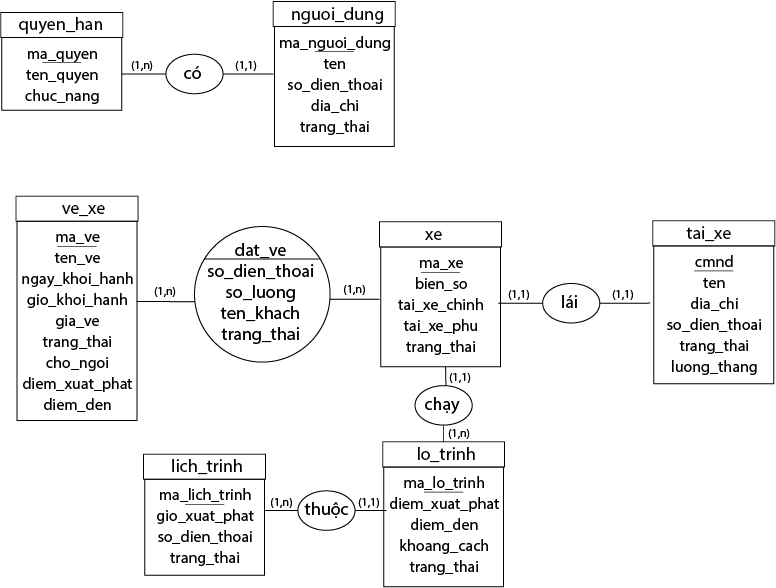 quyen_han
ma_quyen
ten_quyen
chuc_nang
(1,n)
có
(1,1)
nguoi_dung
ma_nguoi_dung
ten
so_dien_thoai
dia_chi
trang_thai
ve_xe
ma_ve
ten_ve
ngay_khoi_hanh
gio_khoi_hanh
gia_ve
trang_thai
cho_ngoi
diem_xuat_phat
diem_den
(1,n)
dat_ve
so_dien_thoai
so_luong
ten_khach
trang_thai
(1,n)
xe
ma_xe
bien_so
tai_xe_chinh
tai_xe_phu
trang_thai
(1,1)
lái
(1,1)
tai_xe
cmnd
ten
dia_chi
so_dien_thoai
trang_thai
luong_thang
(1,1)
chạy
(1,n)
lich_trinh
ma_lich_trinh
gio_xuat_phat
so_dien_thoai
trang_thai
(1,n)
thuộc
(1,1)
lo_trinh
ma_lo_trinh
diem_xuat_phat
diem_den
khoang_cach
trang_thai